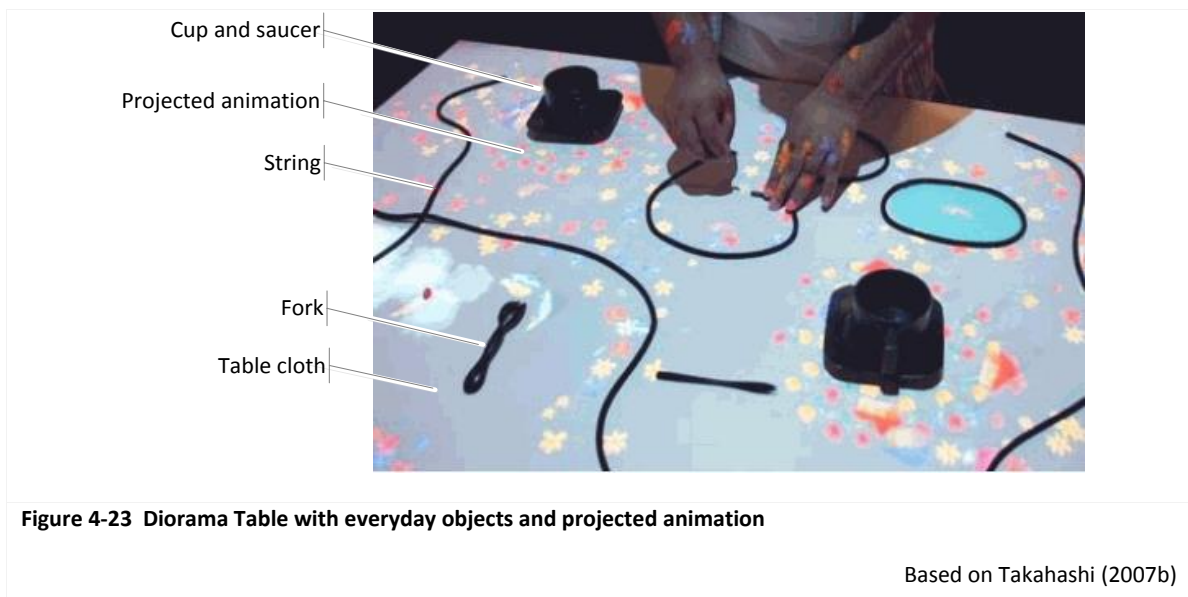 Cup and saucer
Projected animation
String
Fork
Table cloth
Figure 4-23 Diorama Table with everyday objects and projected animation
Based on Takahashi (2007b)